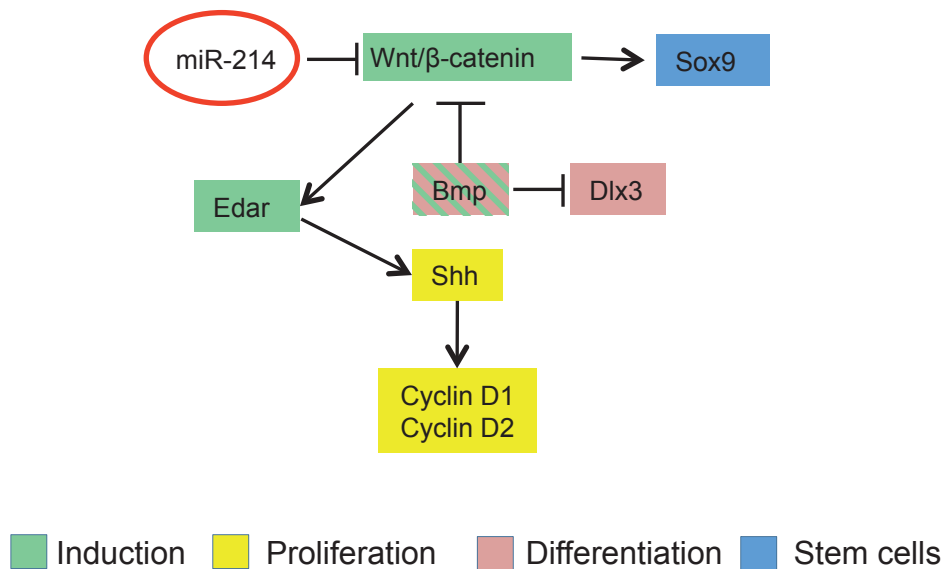 miR-214
Wnt/β-catenin
Sox9
Bmp
Dlx3
Edar
Shh
Cyclin D1
Cyclin D2
Induction
Proliferation
Differentiation
Stem cells